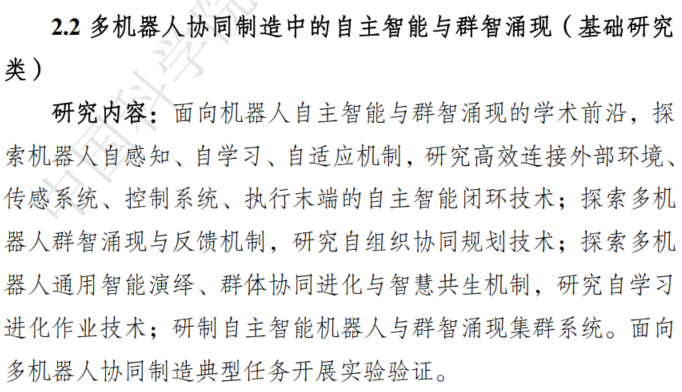 2.2 多机器人协同制造中的自主智能与群智涌现（基础研究
类）
研究内容：面向机器人自主智能与群智涌现的学术前沿，探
索机器人自感知、自学习、自适应机制，研究高效连接外部环境、
传感系统、控制系统、执行末端的自主智能闭环技术；探索多机
器人群智涌现与反馈机制，研究自组织协同规划技术；探索多机
器人通用智能演绎、群体协同进化与智慧共生机制，研究自学习
进化作业技术；研制自主智能机器人与群智涌现集群系统。面向
多机器人协同制造典型任务开展实验验证。
中国科学院